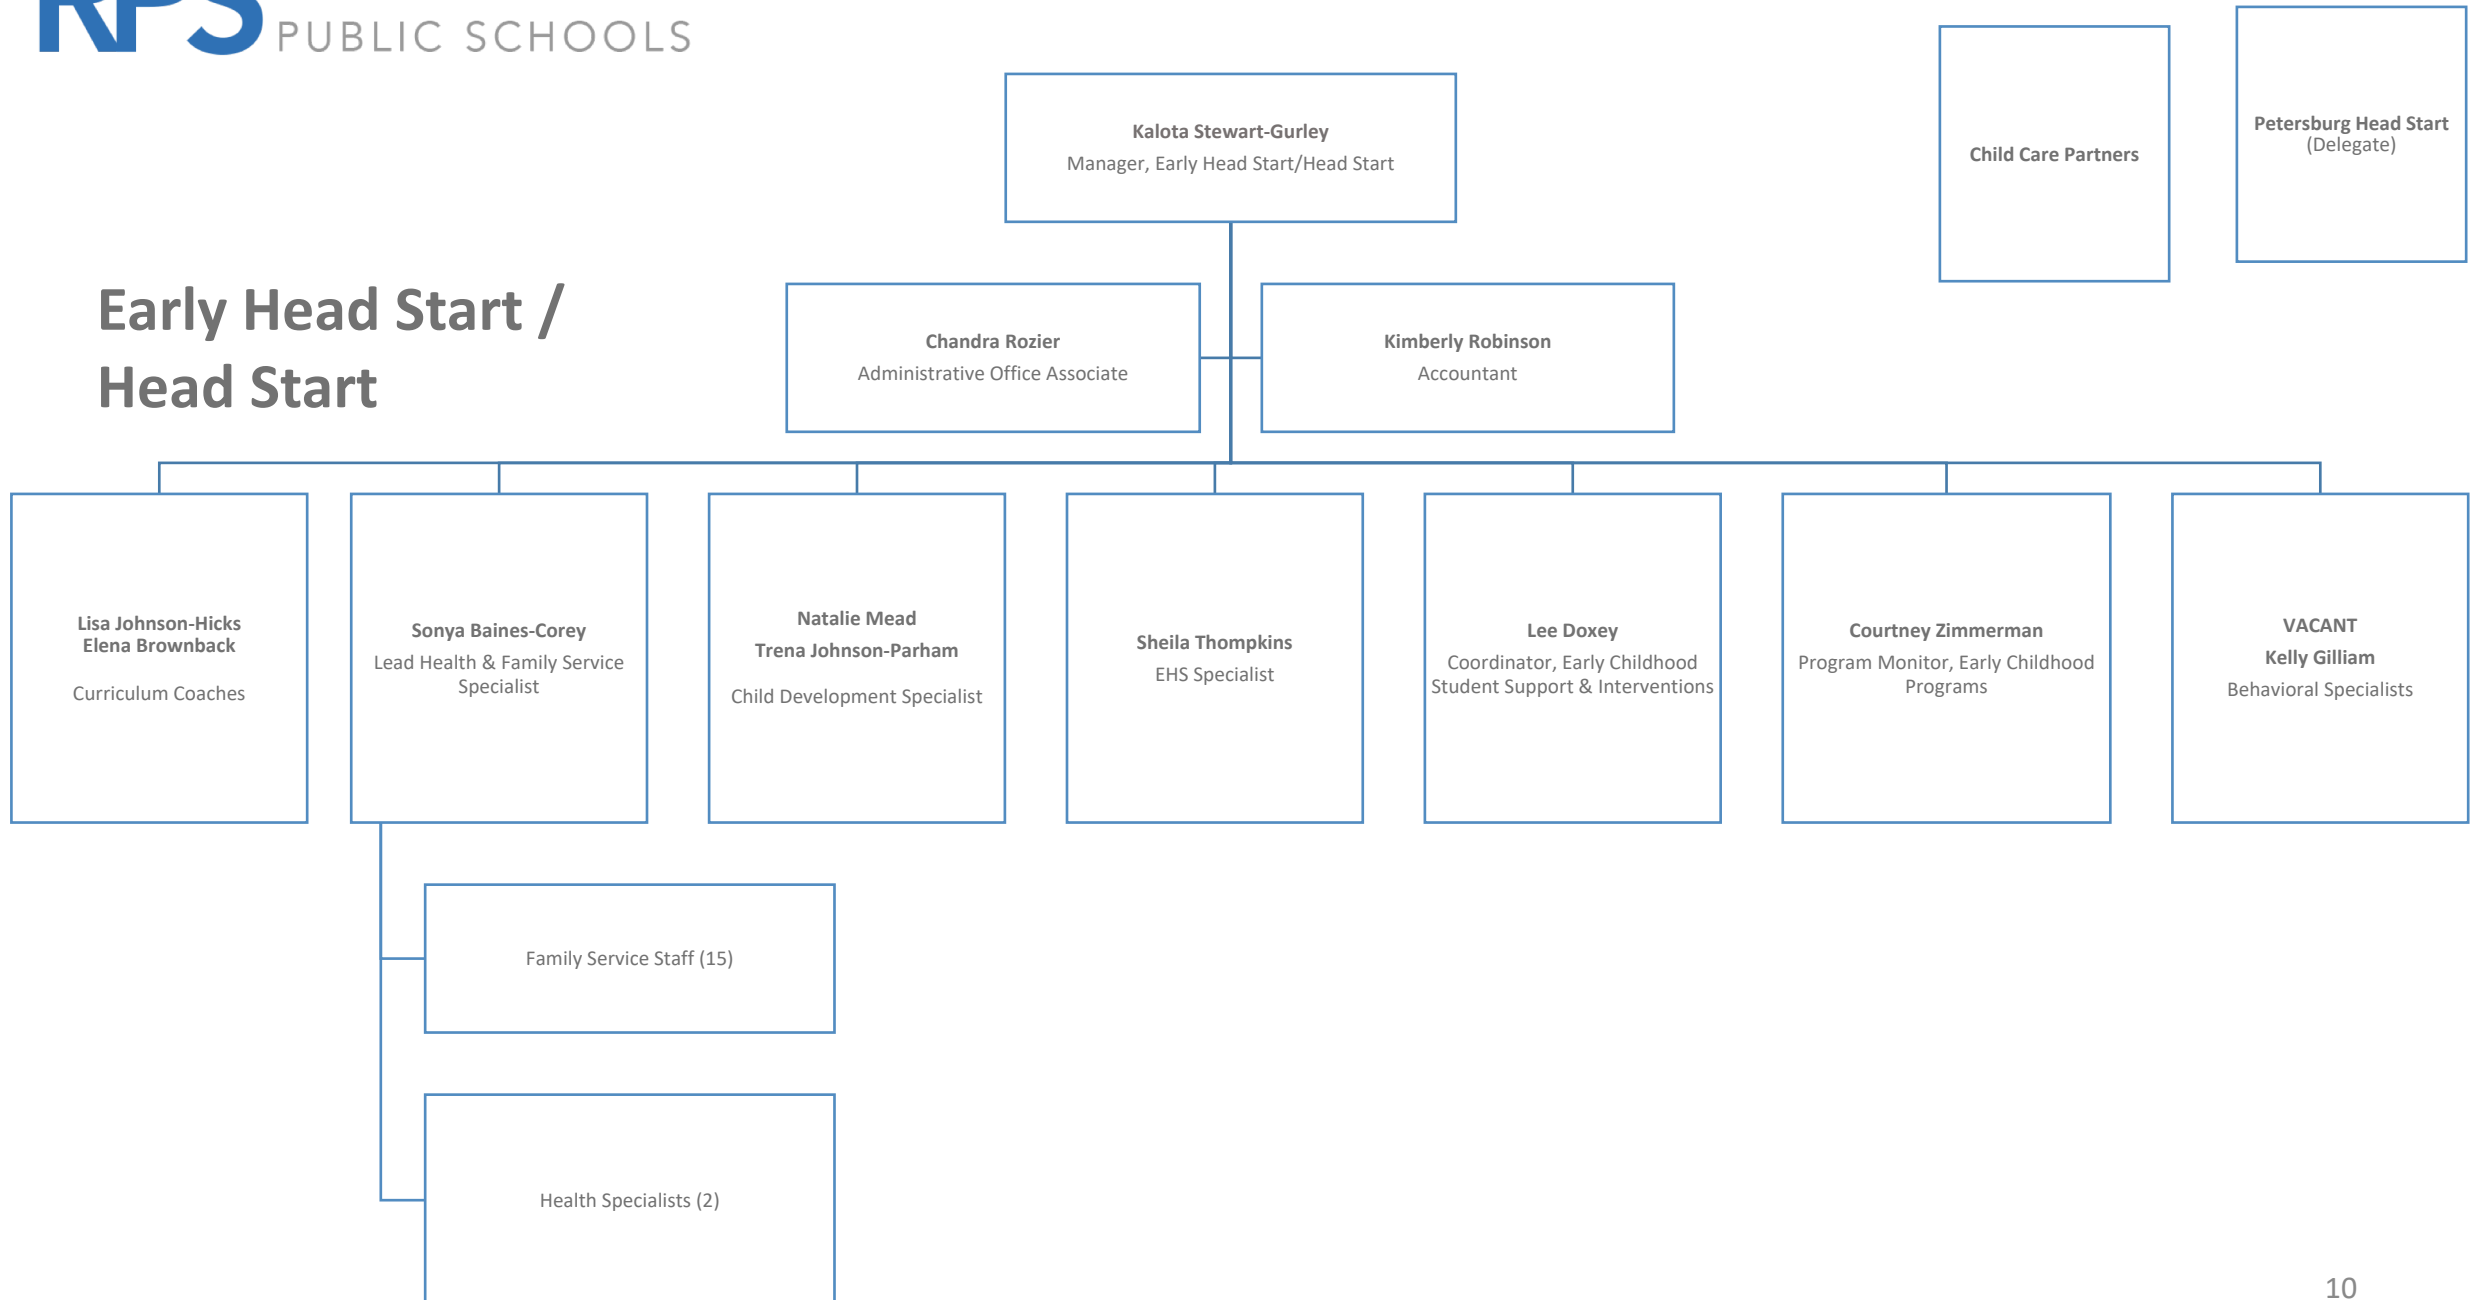 RPS PUBLIC SCHOOLS
Kalota Stewart-Gurley
Manager, Early Head Start/Head Start
Child Care Partners
Petersburg Head Start
(Delegate)
Early Head Start /
Head Start
Chandra Rozier
Administrative Office Associate
Kimberly Robinson
Accountant
Lisa Johnson-Hicks
Elena Brownback
Curriculum Coaches
Sonya Baines-Corey
Lead Health & Family Service
Specialist
Natalie Mead
Trena Johnson-Parham
Child Development Specialist
Sheila Thompkins
EHS Specialist
Lee Doxey
Coordinator, Early Childhood
Student Support & Interventions
Courtney Zimmerman
Program Monitor, Early Childhood
Programs
VACANT
Kelly Gilliam
Behavioral Specialists
Family Service Staff (15)
Health Specialists (2)
10